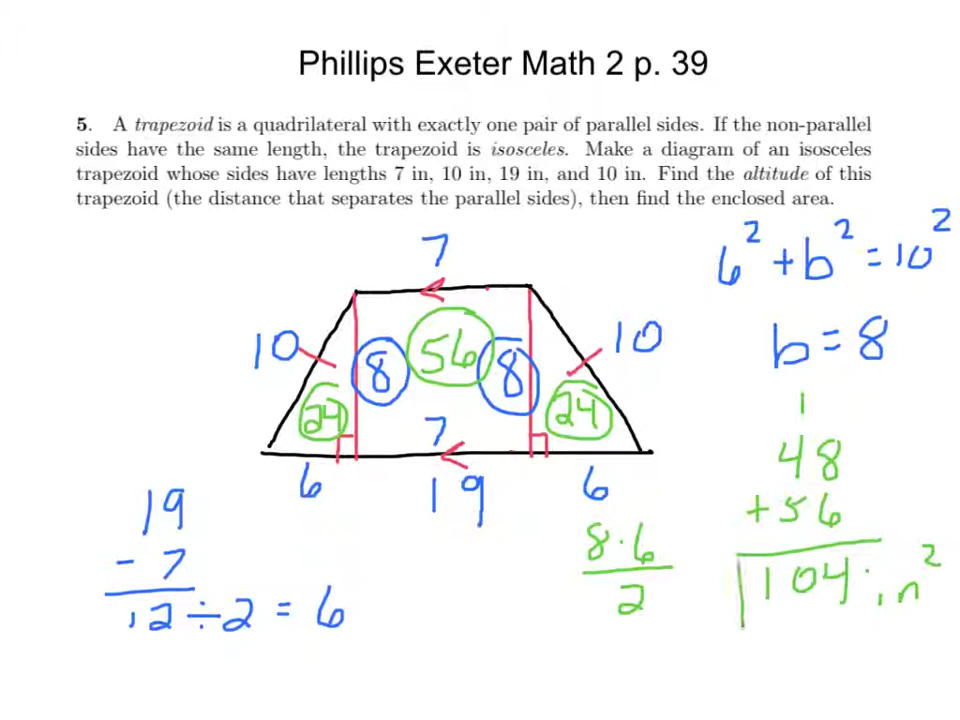 Phillips Exeter Math 2 p. 39
5. A trapezoid is a quadrilateral with exactly one pair of parallel sides. If the non-parallel
sides have the same length, the trapezoid is isosceles. Make a diagram of an isosceles
trapezoid whose sides have lengths 7 in, 10 in, 19 in, and 10 in. Find the altitude of this
trapezoid (the distance that separates the parallel sides), then find the enclosed area.
7
6² + b² = 10²
10
10
b = 8
8
56
8
24
24
7
6
19
6
1
48
+56
104 in²
19
- 7
12 ÷ 2 = 6
8·6
2